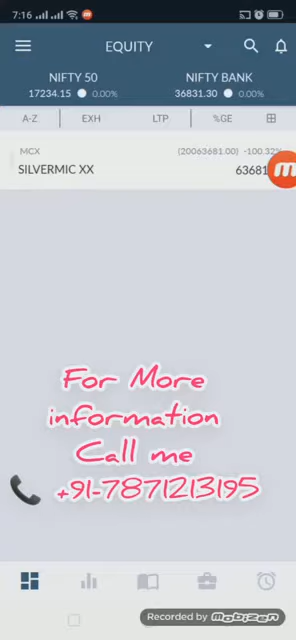 7:16
EQUITY
NIFTY 50
17234.15 0.00%
NIFTY BANK
36831.30 0.00%
A-Z EXH LTP %GE
MCX (20063681.00) -100.32%
SILVERMIC XX 63681
For More
information
Call me
+91-7871213195
Recorded by mobizen